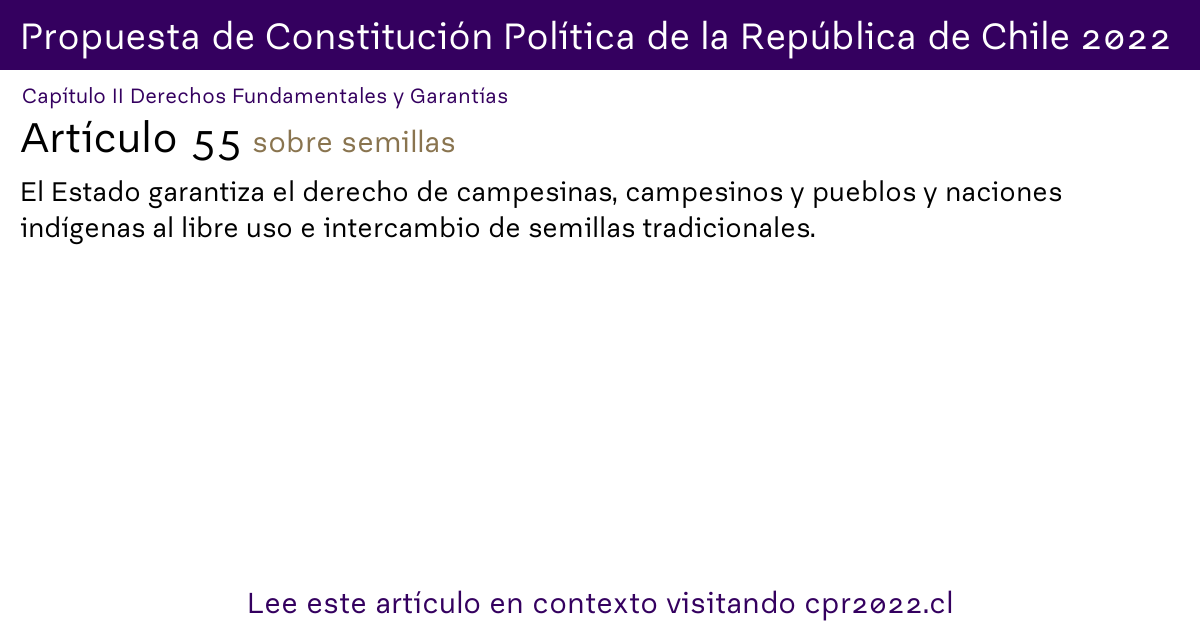 Propuesta de Constitución Política de la República de Chile 2022
Capítulo II Derechos Fundamentales y Garantías
Artículo 55 sobre semillas
El Estado garantiza el derecho de campesinas, campesinos y pueblos y naciones
indígenas al libre uso e intercambio de semillas tradicionales.
Lee este artículo en contexto visitando cpr2022.cl